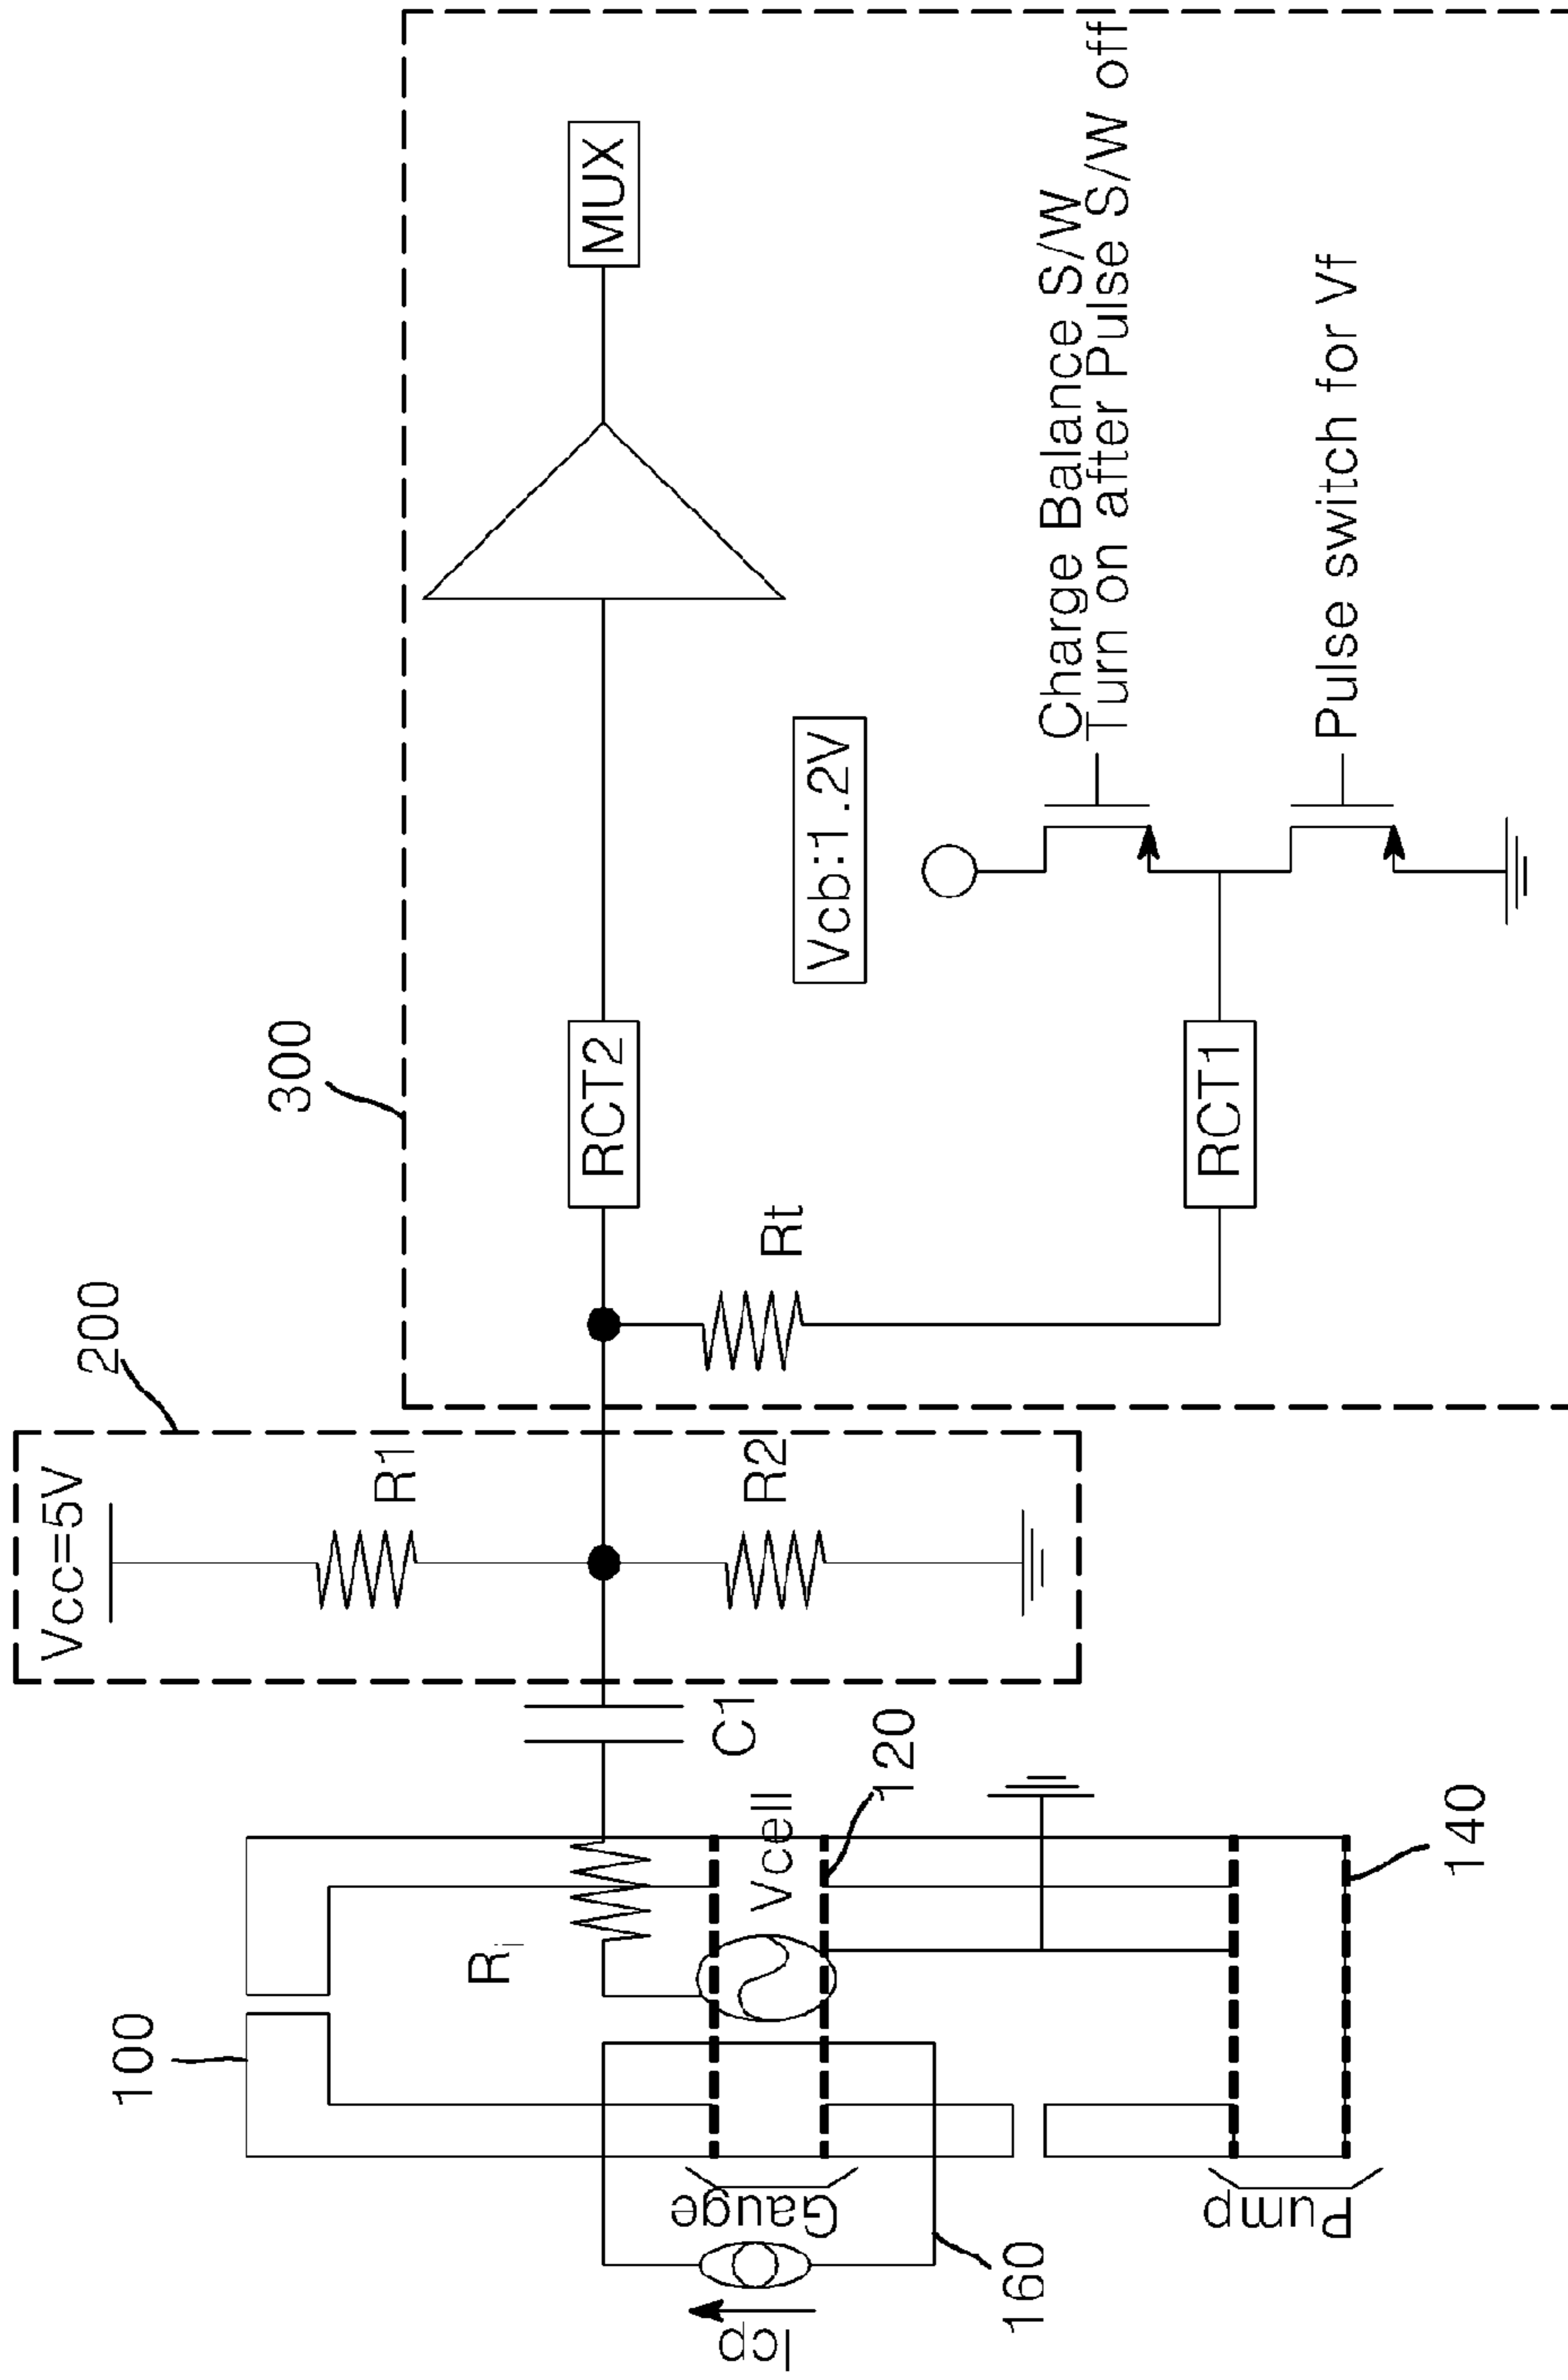 100
200
300
Vcc=5V
R1
R2
Ri
C1
Vcell
120
140
160
Icp
Gauge
Pump
Rt
RCT2
RCT1
MUX
Vcb:1.2V
Charge Balance S/W
Turn on after Pulse S/W off
Pulse switch for Vf